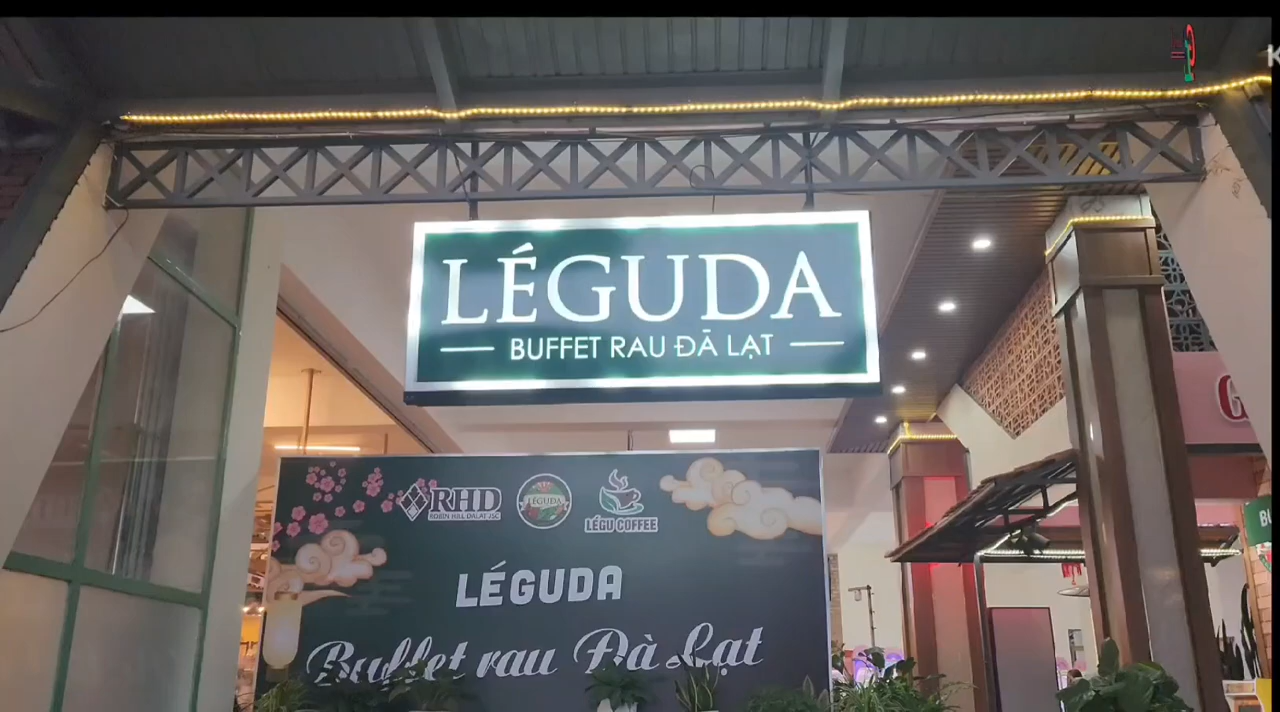 LÉGUDA
BUFFET RAU ĐÀ LẠT
RHD
ROBIN HILL DALAT JSC
LÉGUDA
LÉGU COFFEE
LÉGUDA
Buffet rau Đà Lạt